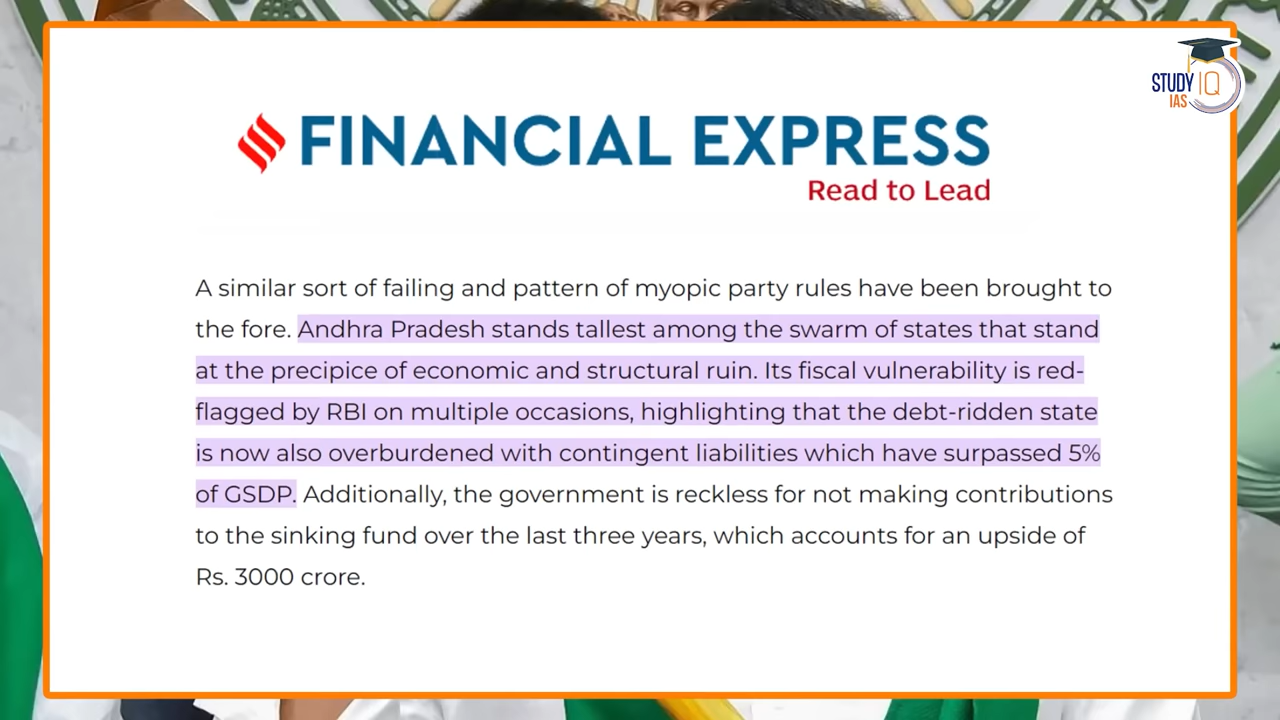 STUDY IQ
IAS
FINANCIAL EXPRESS
Read to Lead
A similar sort of failing and pattern of myopic party rules have been brought to
the fore. Andhra Pradesh stands tallest among the swarm of states that stand
at the precipice of economic and structural ruin. Its fiscal vulnerability is red-
flagged by RBI on multiple occasions, highlighting that the debt-ridden state
is now also overburdened with contingent liabilities which have surpassed 5%
of GSDP. Additionally, the government is reckless for not making contributions
to the sinking fund over the last three years, which accounts for an upside of
Rs. 3000 crore.